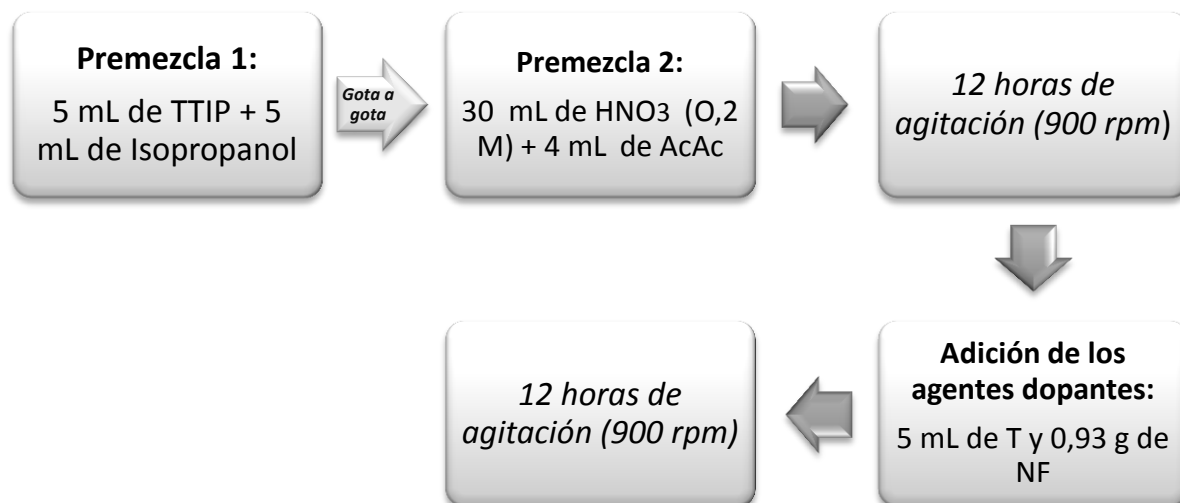 Premezcla 1:
5 mL de TTIP + 5
mL de Isopropanol
Gota a
gota
Premezcla 2:
30 mL de HNO3 (O,2
M) + 4 mL de AcAc
12 horas de
agitación (900 rpm)
Adición de los
agentes dopantes:
5 mL de T y 0,93 g de
NF
12 horas de
agitación (900 rpm)